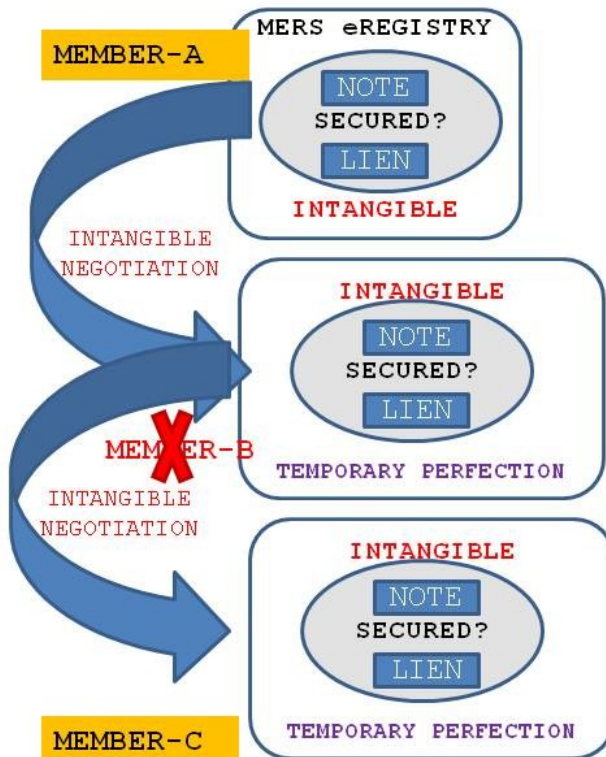 MERS eREGISTRY
MEMBER-A
NOTE
SECURED?
LIEN
INTANGIBLE
INTANGIBLE
NEGOTIATION
INTANGIBLE
NOTE
SECURED?
LIEN
MEMBER-B
TEMPORARY PERFECTION
INTANGIBLE
NEGOTIATION
INTANGIBLE
NOTE
SECURED?
LIEN
TEMPORARY PERFECTION
MEMBER-C